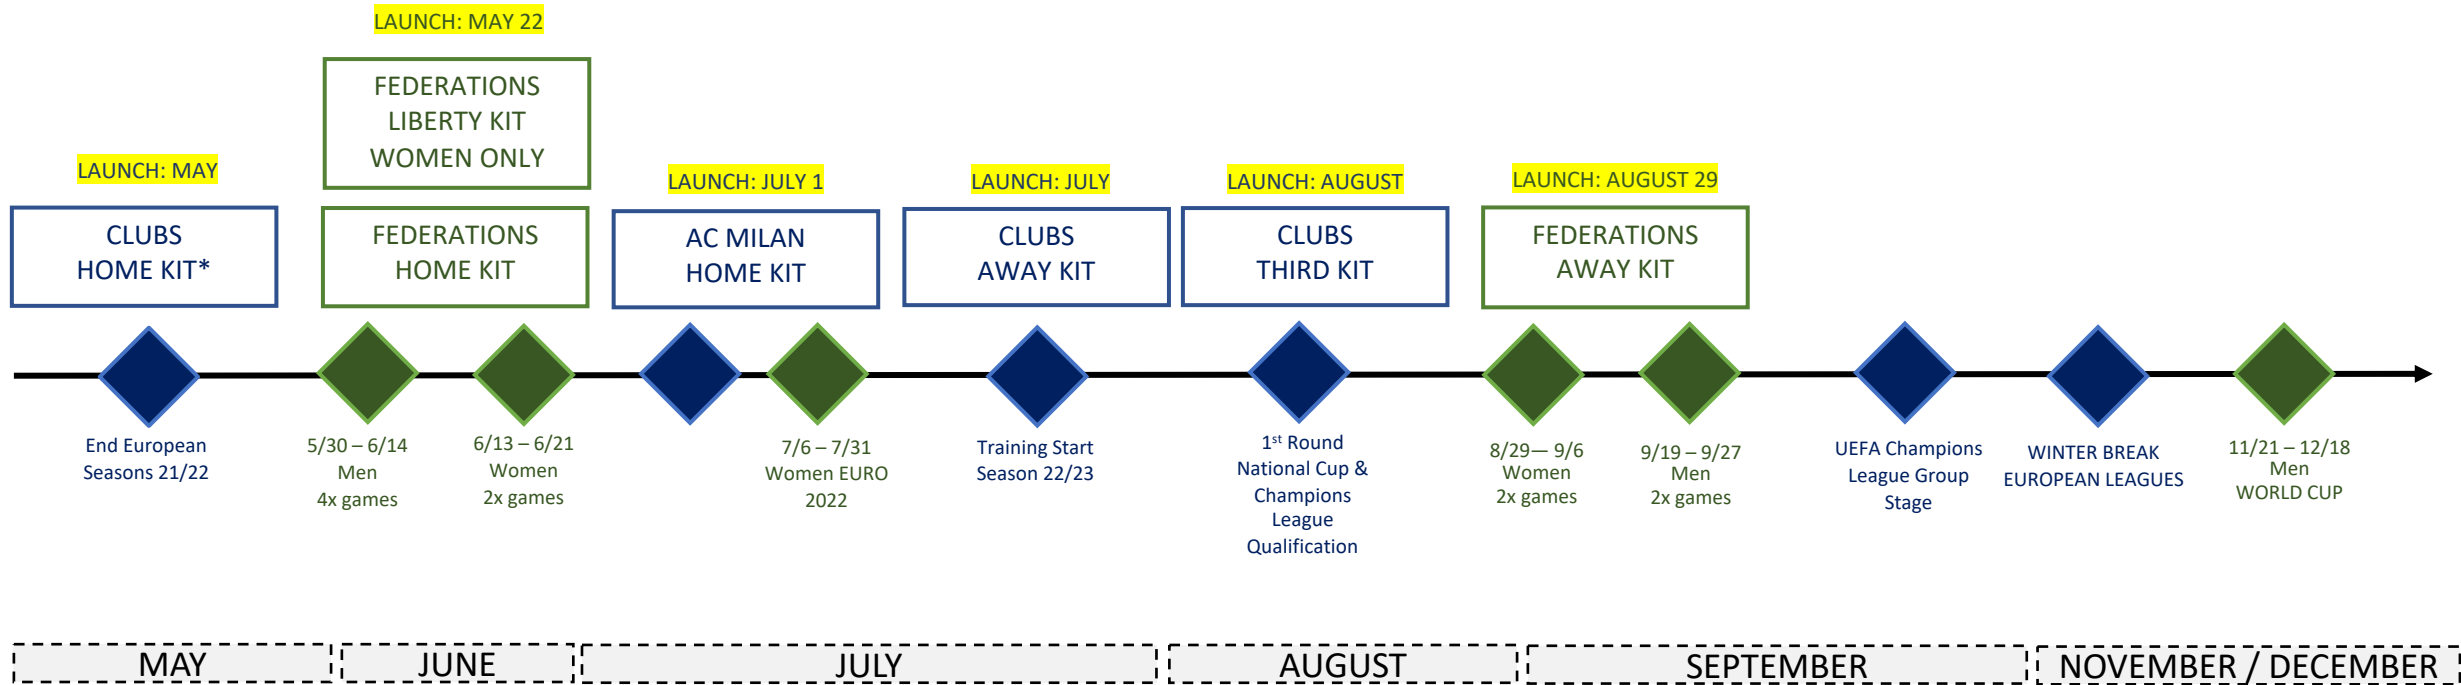 LAUNCH: MAY 22
FEDERATIONS
LIBERTY KIT
WOMEN ONLY
LAUNCH: MAY
CLUBS
HOME KIT*
FEDERATIONS
HOME KIT
LAUNCH: JULY 1
AC MILAN
HOME KIT
LAUNCH: JULY
CLUBS
AWAY KIT
LAUNCH: AUGUST
CLUBS
THIRD KIT
LAUNCH: AUGUST 29
FEDERATIONS
AWAY KIT
End European
Seasons 21/22
5/30 – 6/14
Men
4x games
6/13 – 6/21
Women
2x games
7/6 – 7/31
Women EURO
2022
Training Start
Season 22/23
1st Round
National Cup &
Champions
League
Qualification
8/29— 9/6
Women
2x games
9/19 – 9/27
Men
2x games
UEFA Champions
League Group
Stage
WINTER BREAK
EUROPEAN LEAGUES
11/21 – 12/18
Men
WORLD CUP
MAY
JUNE
JULY
AUGUST
SEPTEMBER
NOVEMBER / DECEMBER